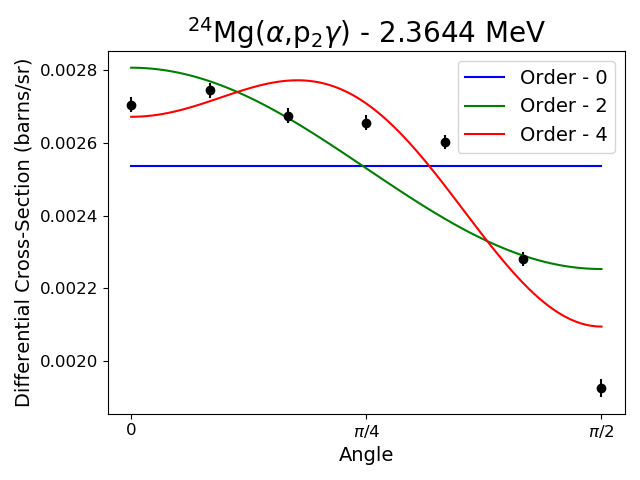 ²⁴Mg(α,p₂γ) - 2.3644 MeV
Differential Cross-Section (barns/sr)
0.0028
0.0026
0.0024
0.0022
0.0020
Order - 0
Order - 2
Order - 4
0 π/4 π/2
Angle